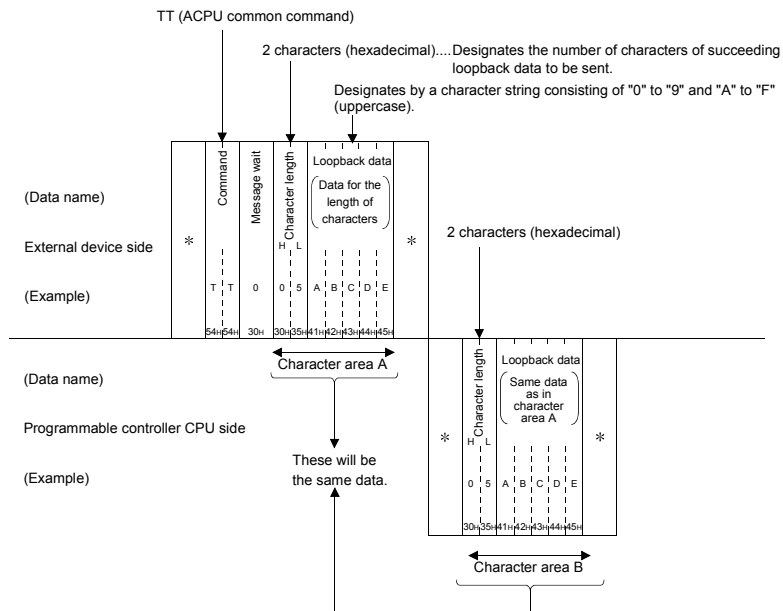 TT (ACPU common command)
2 characters (hexadecimal)....Designates the number of characters of succeeding
loopback data to be sent.
Designates by a character string consisting of "0" to "9" and "A" to "F"
(uppercase).
(Data name)
External device side
(Example)
*
Command
Message wait
Character length
H L
Loopback data
Data for the
length of
characters
*
T T 0 0 5 A B C D E
54H 54H 30H 30H 35H 41H 42H 43H 44H 45H
Character area A
2 characters (hexadecimal)
(Data name)
Programmable controller CPU side
(Example)
*
Character length
H L
Loopback data
Same data
as in
character
area A
*
0 5 A B C D E
30H 35H 41H 42H 43H 44H 45H
These will be
the same data.
Character area B